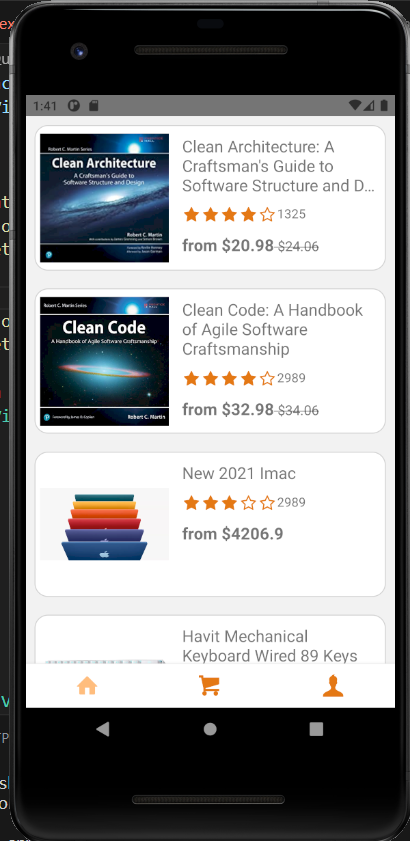 1:41
Robert C. Martin Series
Clean Architecture
A Craftsman's Guide to
Software Structure and Design
Robert C. Martin
Clean Architecture: A
Craftsman's Guide to
Software Structure and D...
1325
from $20.98 $24.06
Robert C. Martin Series
Clean Code
A Handbook of Agile Software Craftsmanship
Robert C. Martin
Clean Code: A Handbook
of Agile Software
Craftsmanship
2989
from $32.98 $34.06
New 2021 Imac
2989
from $4206.9
Havit Mechanical
Keyboard Wired 89 Keys